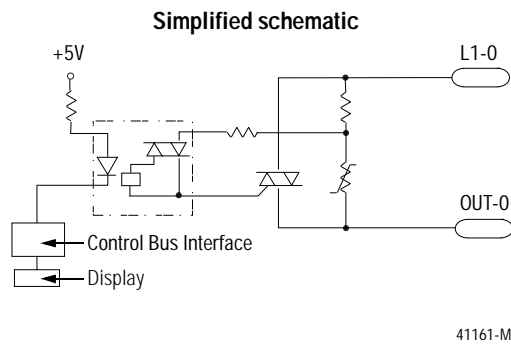 Simplified schematic
+5V
L1-0
OUT-0
Control Bus Interface
Display
41161-M